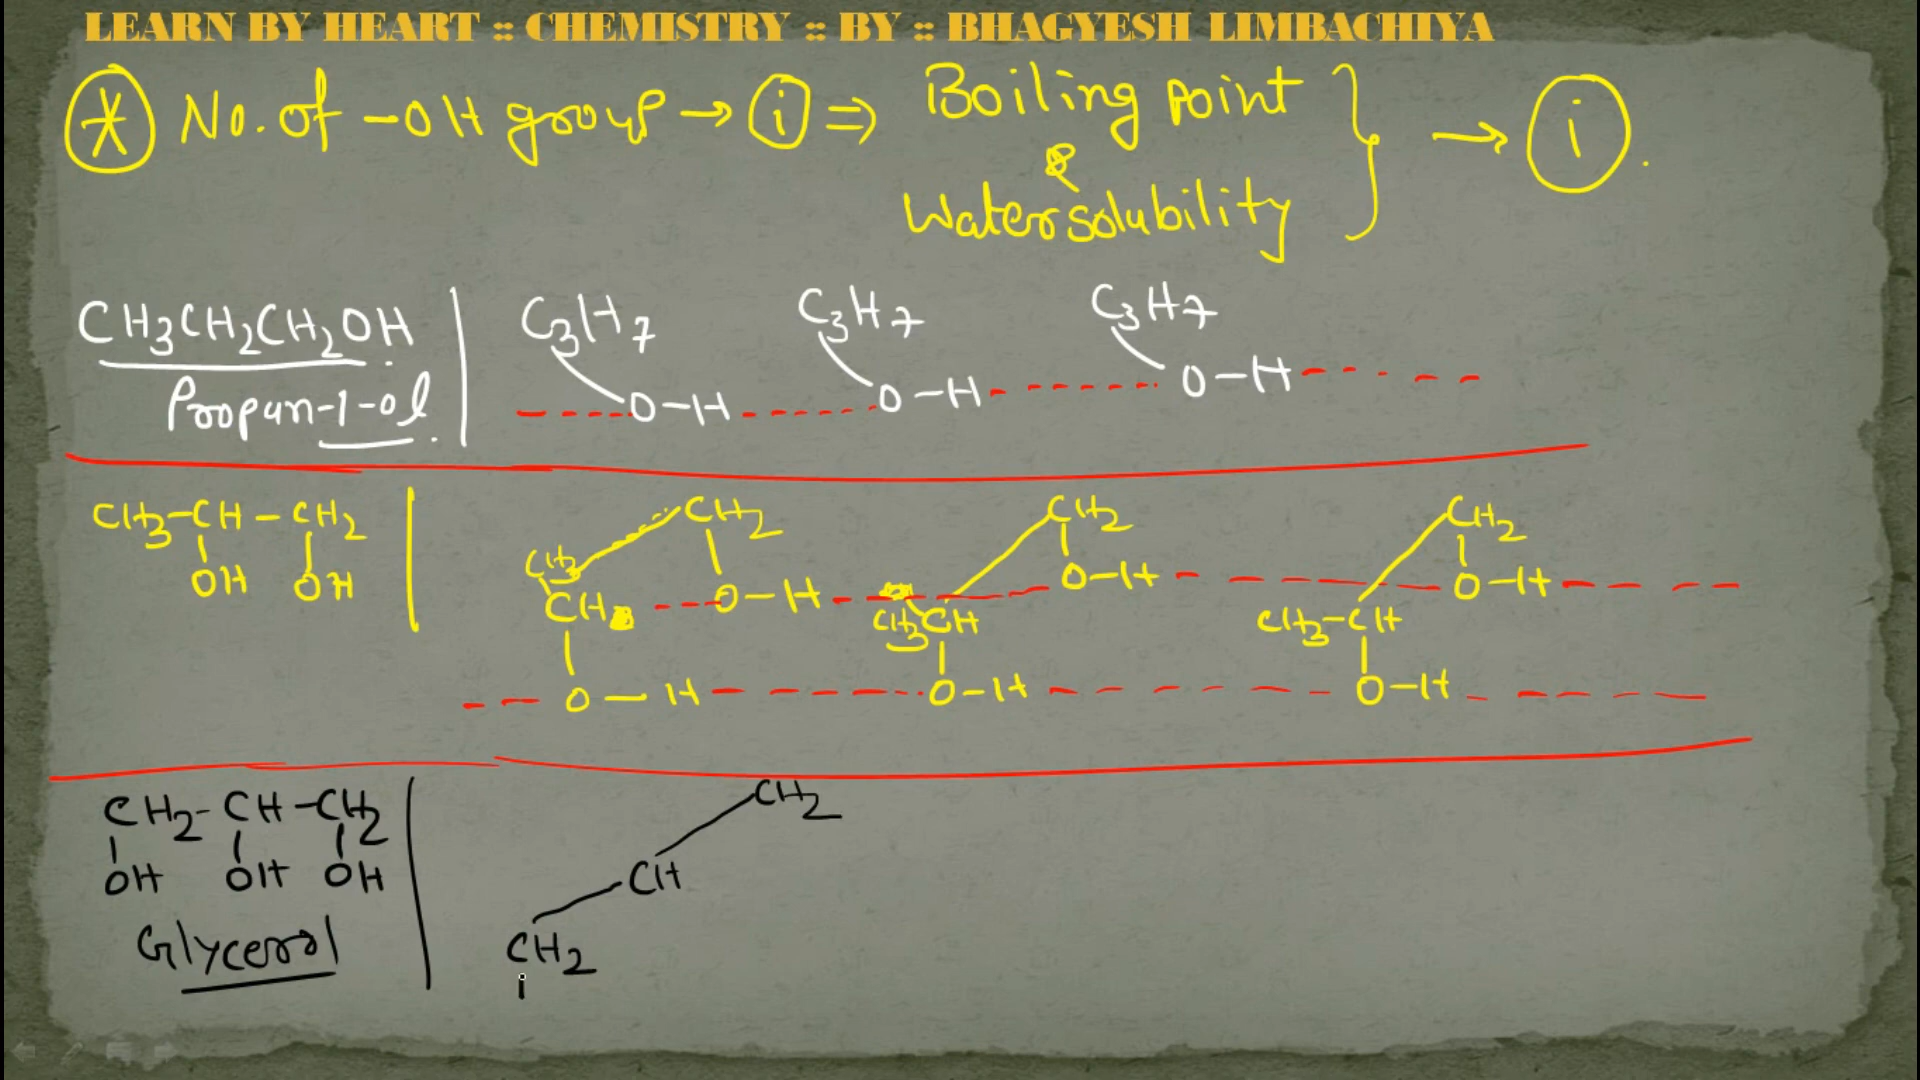 LEARN BY HEART :: CHEMISTRY :: BY :: BHAGYESH LIMBACHIYA
* No. of -OH group → i ⇒ Boiling point & Water solubility } → i.
CH3CH2CH2OH
Propan-1-ol
C3H7 C3H7 C3H7
O-H O-H O-H
CH3-CH-CH2
OH OH
CH2 CH2 CH2
CH3
O-H O-H O-H
CH CH3 CH CH3-CH
O-H O-H O-H
CH2-CH-CH2
OH OH OH
Glycerol
CH2
CH
CH2